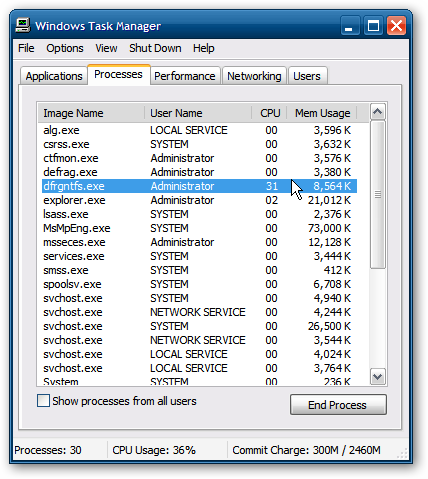 Windows Task Manager
File Options View Shut Down Help
Applications Processes Performance Networking Users
Image Name User Name CPU Mem Usage
alg.exe LOCAL SERVICE 00 3,596 K
csrss.exe SYSTEM 00 3,632 K
ctfmon.exe Administrator 00 3,576 K
defrag.exe Administrator 00 3,380 K
dfrgntfs.exe Administrator 31 8,564 K
explorer.exe Administrator 02 21,012 K
lsass.exe SYSTEM 00 2,376 K
MsMpEng.exe SYSTEM 00 73,000 K
msseces.exe Administrator 00 12,128 K
services.exe SYSTEM 00 3,444 K
smss.exe SYSTEM 00 412 K
spoolsv.exe SYSTEM 00 6,708 K
svchost.exe SYSTEM 00 4,940 K
svchost.exe NETWORK SERVICE 00 4,244 K
svchost.exe SYSTEM 00 26,500 K
svchost.exe NETWORK SERVICE 00 3,544 K
svchost.exe LOCAL SERVICE 00 4,024 K
svchost.exe LOCAL SERVICE 00 3,764 K
System SYSTEM 00 236 K
Show processes from all users End Process
Processes: 30 CPU Usage: 36% Commit Charge: 300M / 2460M